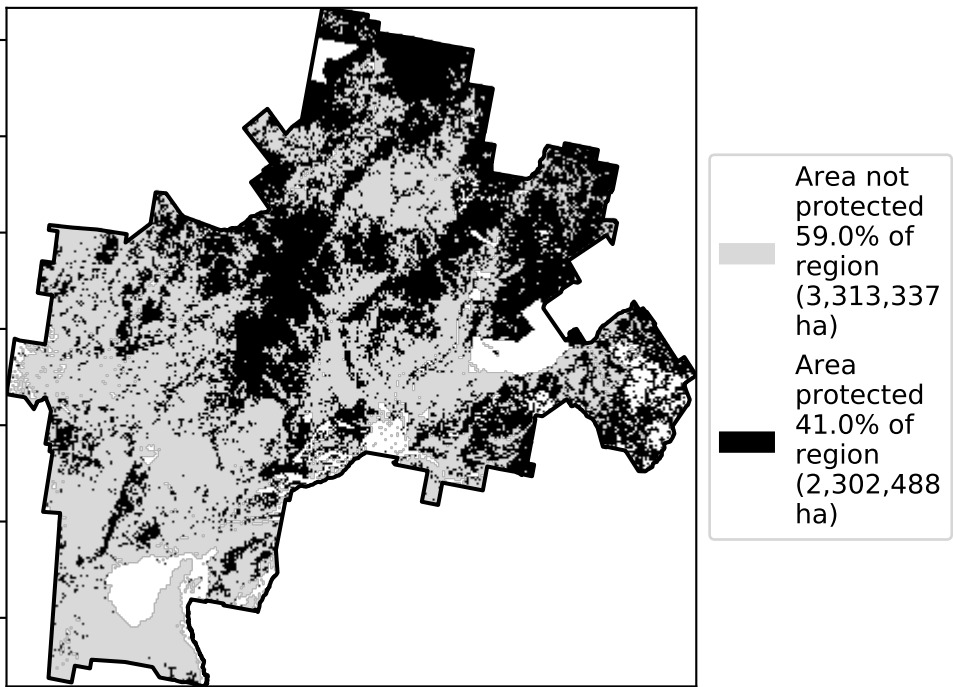 Area not
protected
59.0% of
region
(3,313,337
ha)
Area
protected
41.0% of
region
(2,302,488
ha)